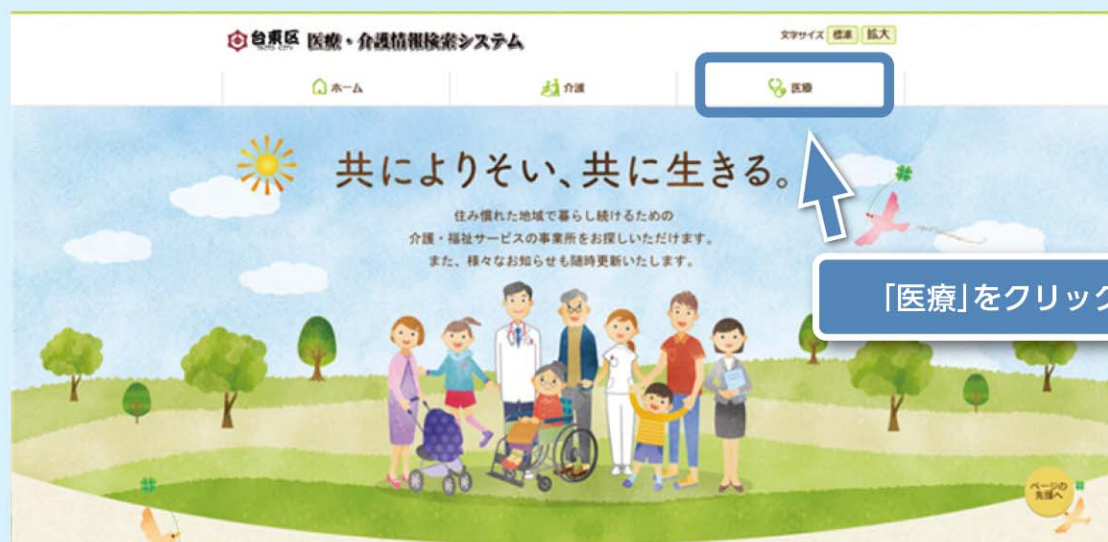 台東区 医療・介護情報検索システム
文字サイズ 標準 拡大
ホーム 介護 医療
共によりそい、共に生きる。
住み慣れた地域で暮らし続けるための
介護・福祉サービスの事業所をお探しいただけます。
また、様々なお知らせも随時更新いたします。
「医療」をクリック
ページの
先頭へ